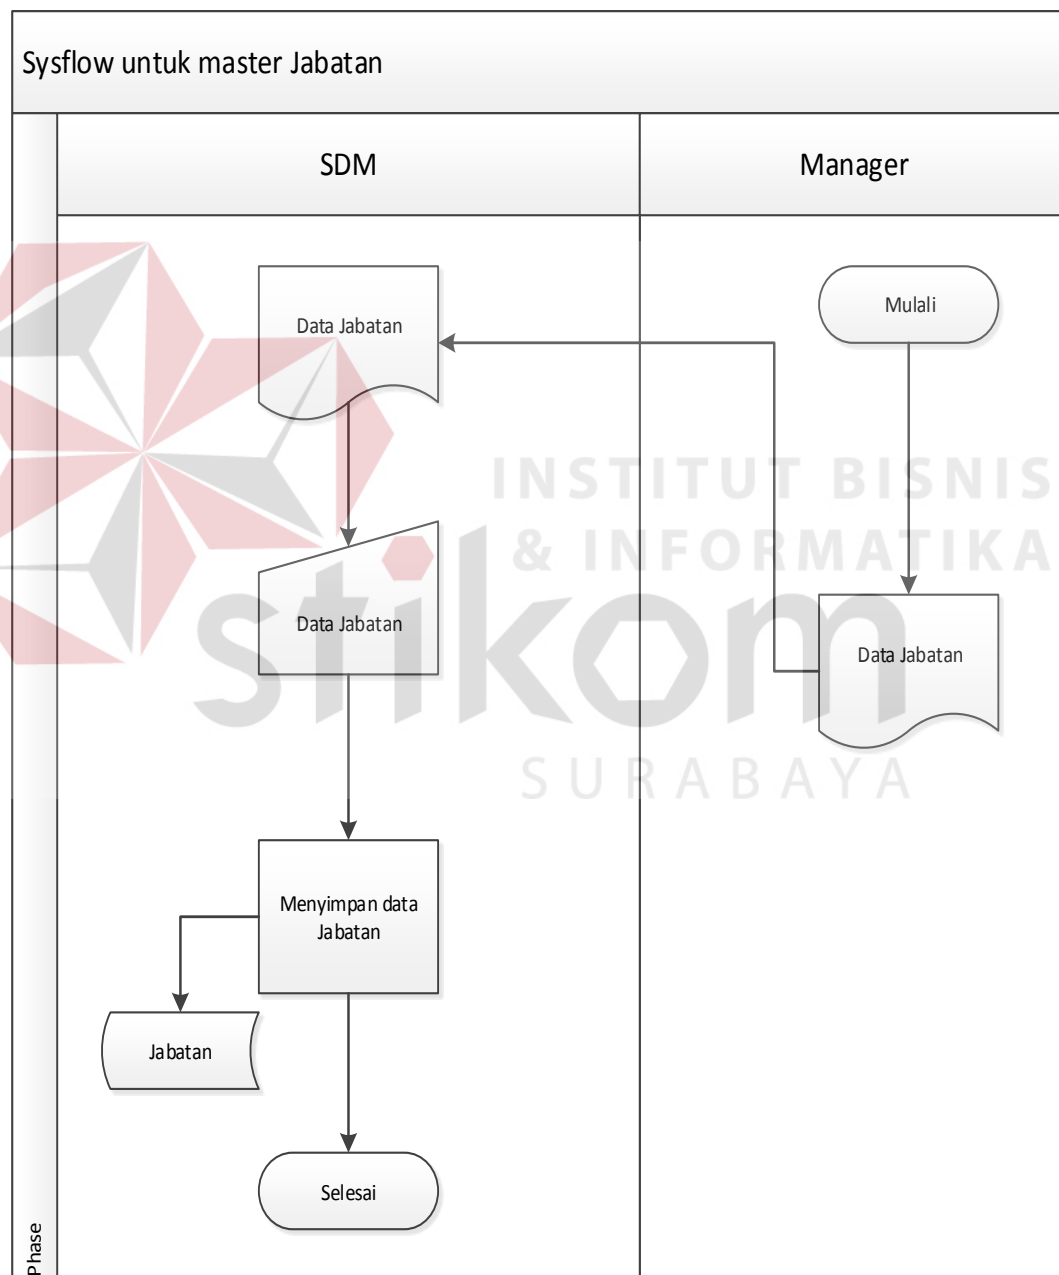 Sysflow untuk master Jabatan
SDM
Manager
Data Jabatan
Mulali
INSTITUT BISNIS
& INFORMATIKA
stikom
SURABAYA
Data Jabatan
Data Jabatan
Menyimpan data
Jabatan
Jabatan
Selesai
Phase